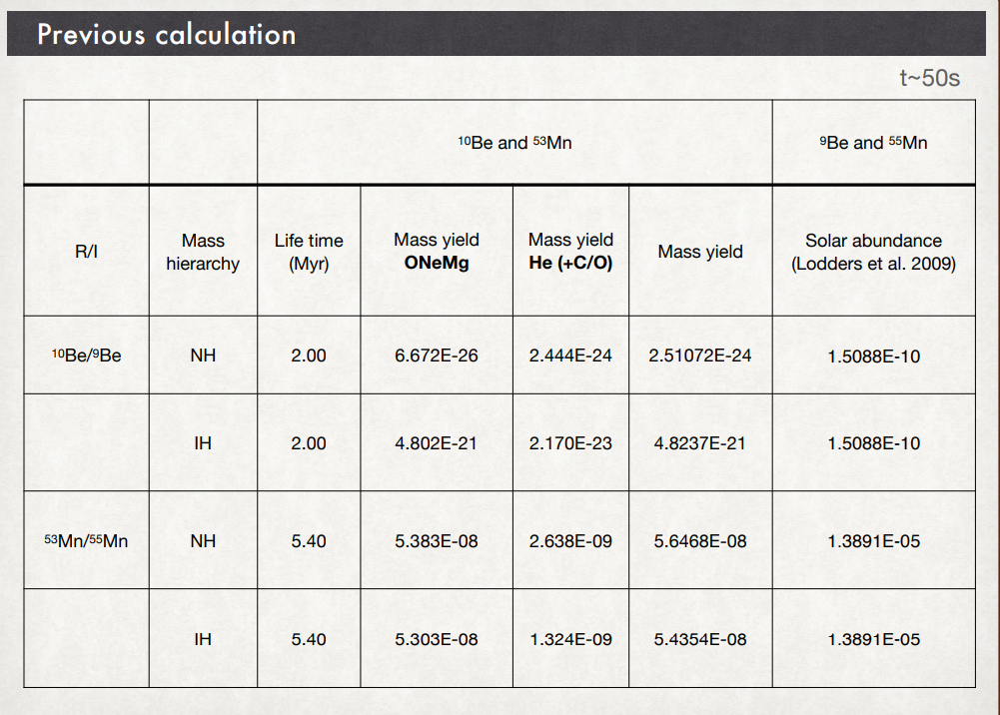 Previous calculation
t~50s
¹⁰Be and ⁵³Mn
⁹Be and ⁵⁵Mn
R/I
Mass
hierarchy
Life time
(Myr)
Mass yield
ONeMg
Mass yield
He (+C/O)
Mass yield
Solar abundance
(Lodders et al. 2009)
¹⁰Be/⁹Be NH 2.00 6.672E-26 2.444E-24 2.51072E-24 1.5088E-10
IH 2.00 4.802E-21 2.170E-23 4.8237E-21 1.5088E-10
⁵³Mn/⁵⁵Mn NH 5.40 5.383E-08 2.638E-09 5.6468E-08 1.3891E-05
IH 5.40 5.303E-08 1.324E-09 5.4354E-08 1.3891E-05